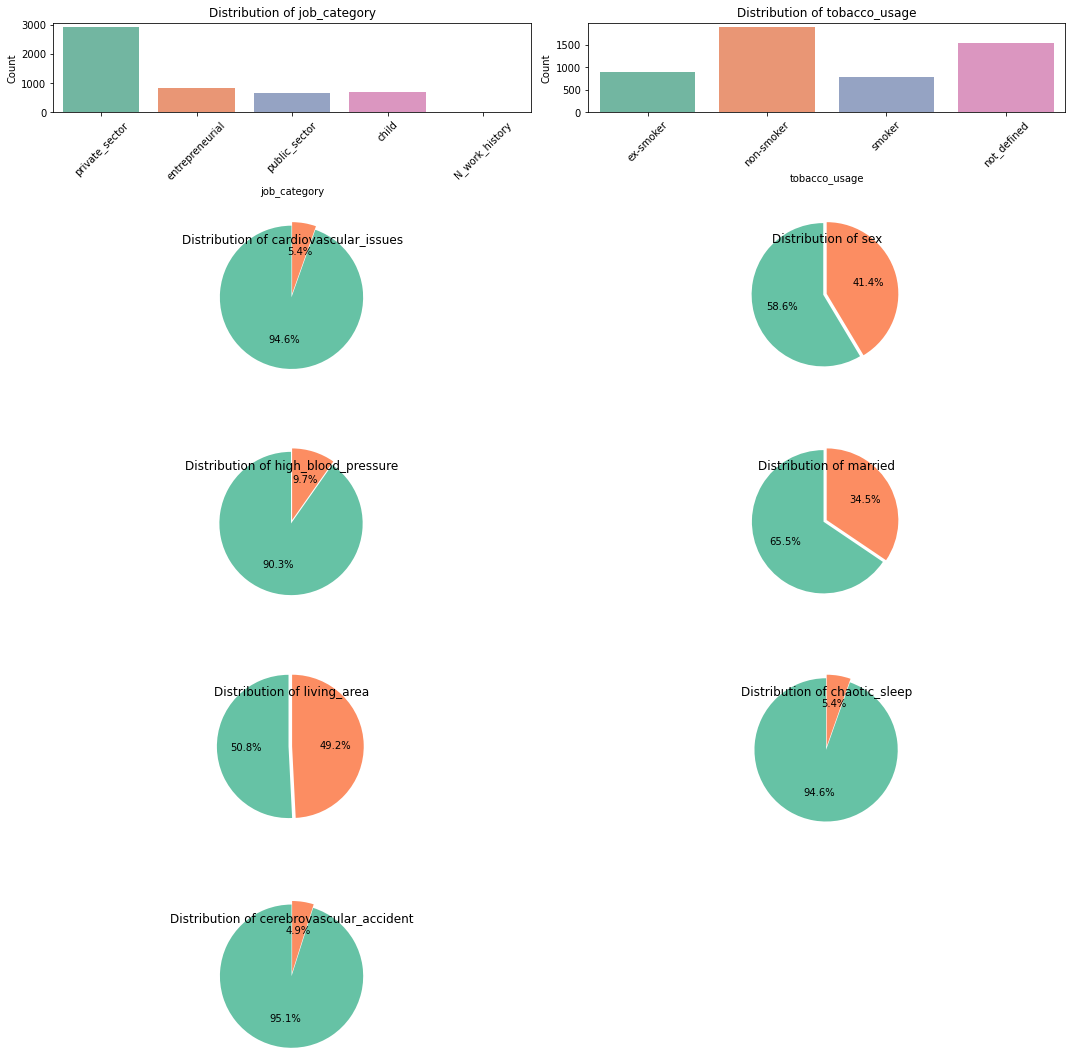 Distribution of job_category
Count
3000
2000
1000
0
private_sector
entrepreneurial
public_sector
child
N_work_history
job_category
Distribution of tobacco_usage
Count
1500
1000
500
0
ex-smoker
non-smoker
smoker
not_defined
tobacco_usage
Distribution of cardiovascular_issues
5.4%
94.6%
Distribution of sex
41.4%
58.6%
Distribution of high_blood_pressure
9.7%
90.3%
Distribution of married
34.5%
65.5%
Distribution of living_area
50.8%
49.2%
Distribution of chaotic_sleep
5.4%
94.6%
Distribution of cerebrovascular_accident
4.9%
95.1%